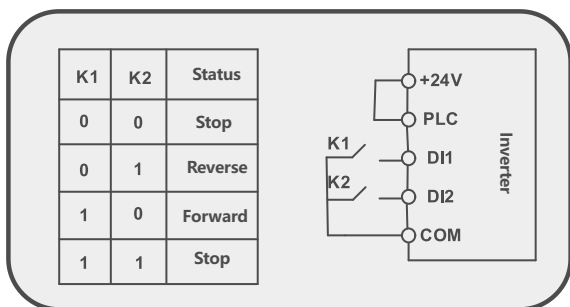 K1 K2 Status
0 0 Stop
0 1 Reverse
1 0 Forward
1 1 Stop
+24V
PLC
K1
DI1
K2
DI2
COM
Inverter